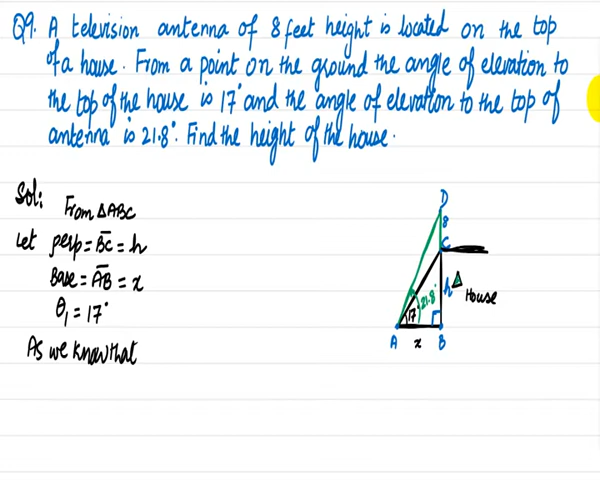 Q9. A television antenna of 8 feet height is located on the top
of a house. From a point on the ground the angle of elevation to
the top of the house is 17° and the angle of elevation to the top of
antenna is 21.8°. Find the height of the house.
Sol:
From △ABC
Let perp = BC̅ = h
Base = AB̅ = x
θ₁ = 17°
As we know that
D
8
C
h
House
21.8°
17°
A x B